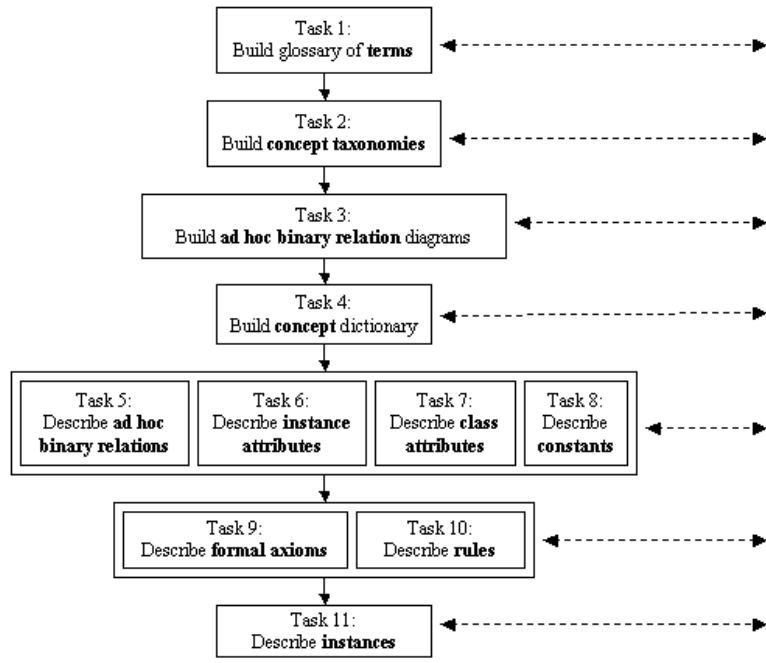 Task 1:
Build glossary of terms
Task 2:
Build concept taxonomies
Task 3:
Build ad hoc binary relation diagrams
Task 4:
Build concept dictionary
Task 5:
Describe ad hoc
binary relations
Task 6:
Describe instance
attributes
Task 7:
Describe class
attributes
Task 8:
Describe
constants
Task 9:
Describe formal axioms
Task 10:
Describe rules
Task 11:
Describe instances